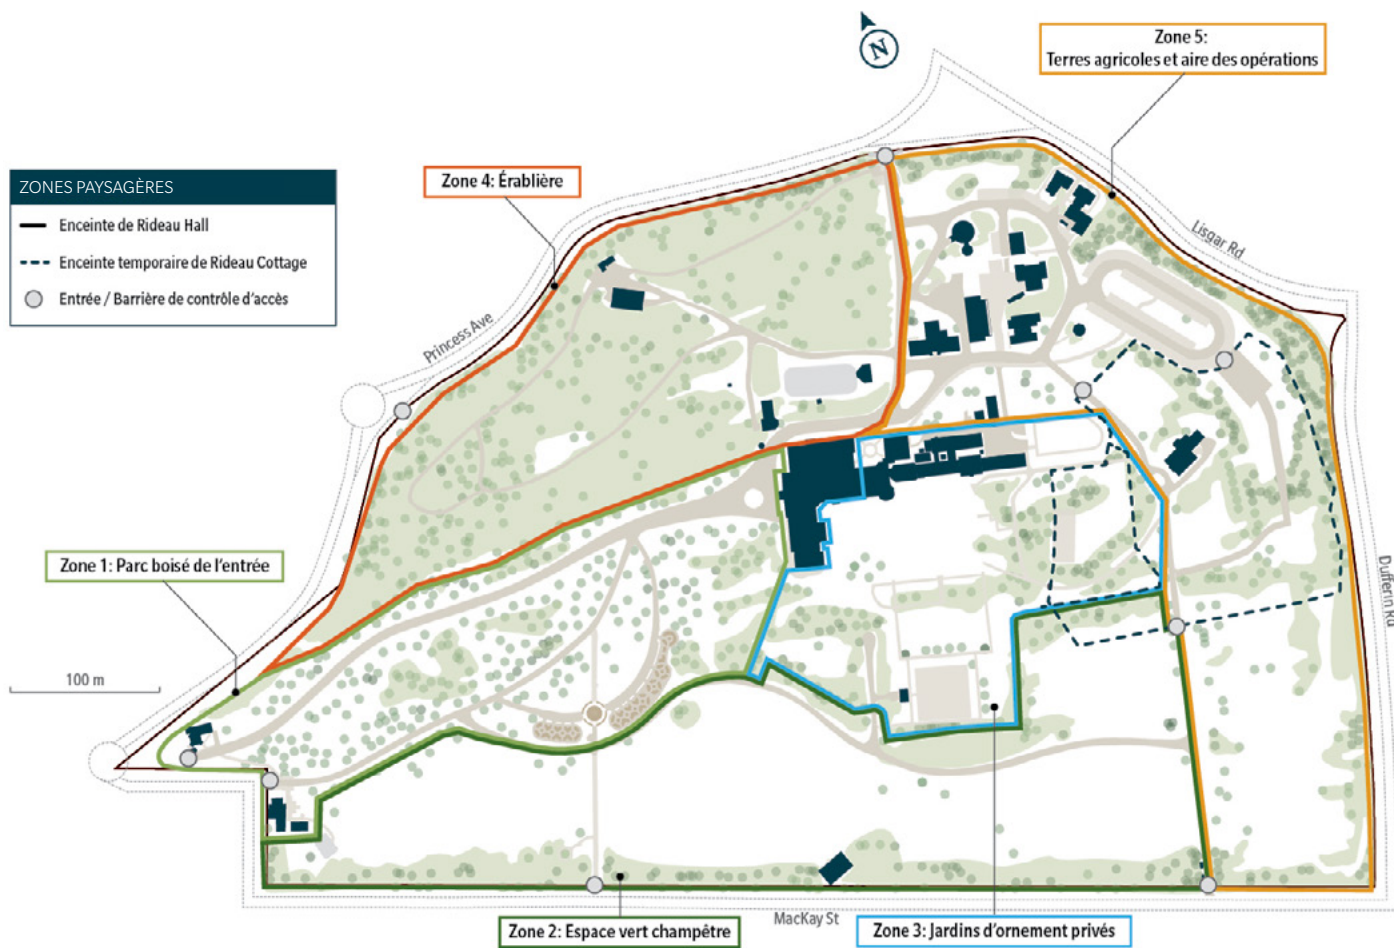 N
Zone 5:
Terres agricoles et aire des opérations
ZONES PAYSAGÈRES
Enceinte de Rideau Hall
Enceinte temporaire de Rideau Cottage
Entrée / Barrière de contrôle d'accès
Zone 4: Érablière
Lisgar Rd
Princess Ave
Zone 1: Parc boisé de l'entrée
Dufferin Rd
100 m
MacKay St
Zone 2: Espace vert champêtre
Zone 3: Jardins d'ornement privés